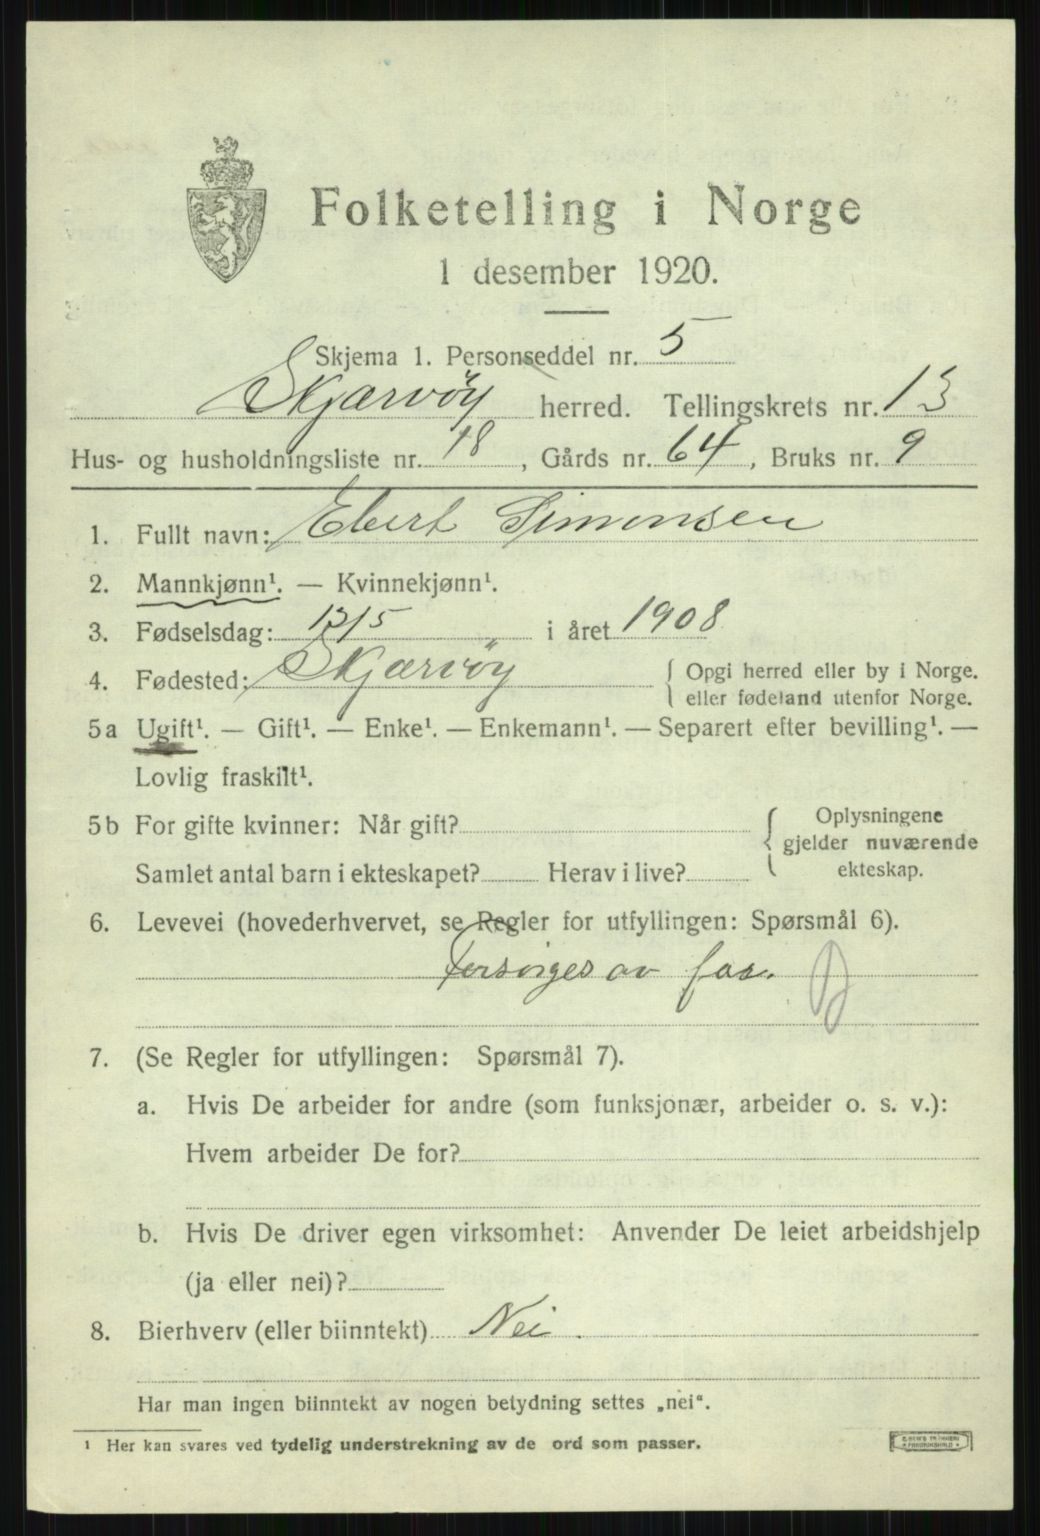 Folketelling i Norge
1 desember 1920.
Skjema 1. Personseddel nr. 5
Skjærvöy herred. Tellingskrets nr. 13
Hus- og husholdningsliste nr. 18, Gårds nr. 64, Bruks nr. 9
1. Fullt navn: Ebert Simonsen
2. Mannkjønn¹. — Kvinnekjønn¹.
3. Fødselsdag: 13/5 i året 1908
4. Fødested: Skjærvöy { Opgi herred eller by i Norge.
eller fødeland utenfor Norge.
5a Ugift¹. — Gift¹. — Enke¹. — Enkemann¹. — Separert efter bevilling¹. —
Lovlig fraskilt¹.
5b For gifte kvinner: Når gift? { Oplysningene
gjelder nuværende
Samlet antal barn i ekteskapet? Herav i live? ekteskap.
6. Levevei (hovederhvervet, se Regler for utfyllingen: Spørsmål 6).
Forsörges av far.
7. (Se Regler for utfyllingen: Spørsmål 7).
a. Hvis De arbeider for andre (som funksjonær, arbeider o. s. v.):
Hvem arbeider De for?
b. Hvis De driver egen virksomhet: Anvender De leiet arbeidshjelp
(ja eller nei)?
8. Bierhverv (eller biinntekt) Nei.
Har man ingen biinntekt av nogen betydning settes „nei“.
¹ Her kan svares ved tydelig understrekning av de ord som passer.